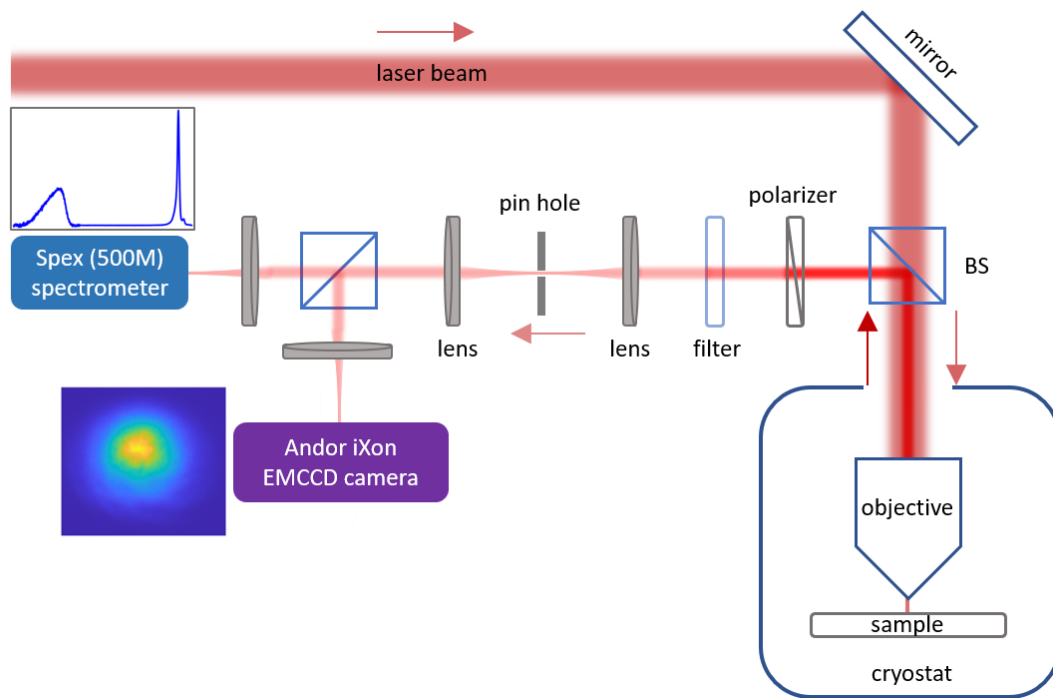 laser beam
mirror
pin hole
polarizer
Spex (500M)
spectrometer
BS
lens
lens
filter
Andor iXon
EMCCD camera
objective
sample
cryostat